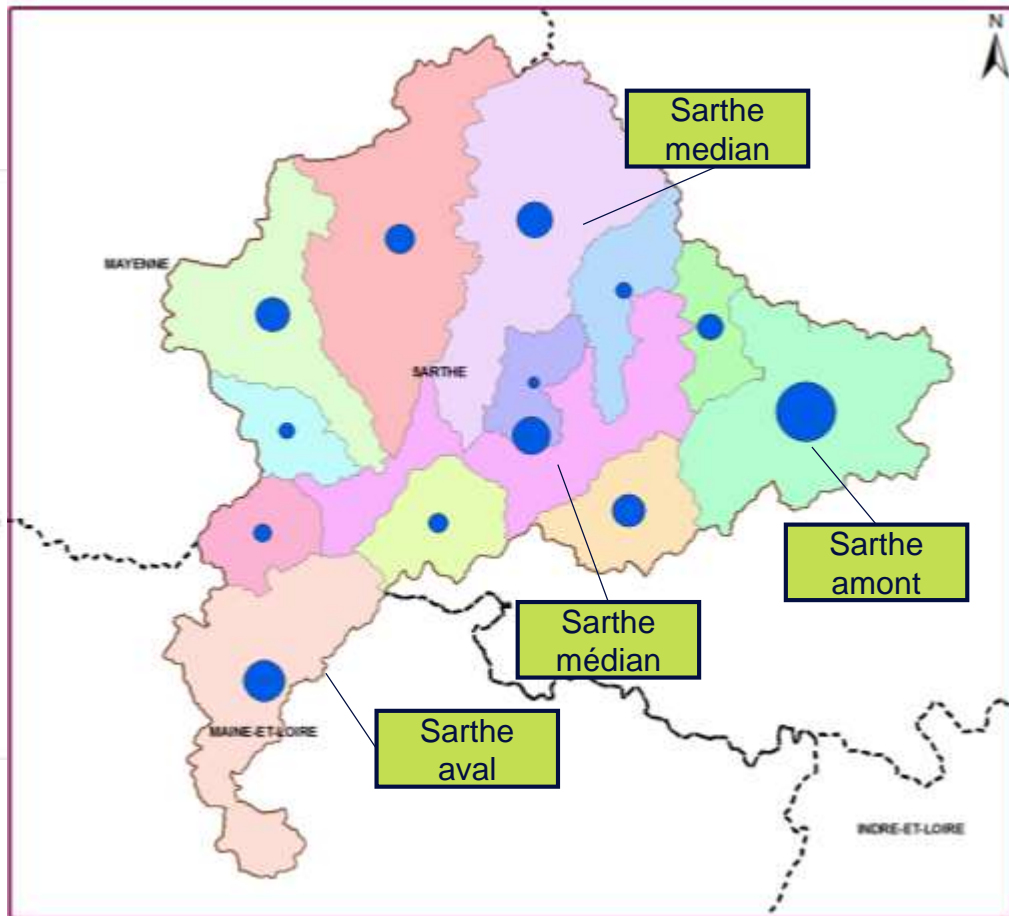 N
Sarthe
median
MAYENNE
SARTHE
Sarthe
amont
Sarthe
médian
Sarthe
aval
MAINE-ET-LOIRE
INDRE-ET-LOIRE